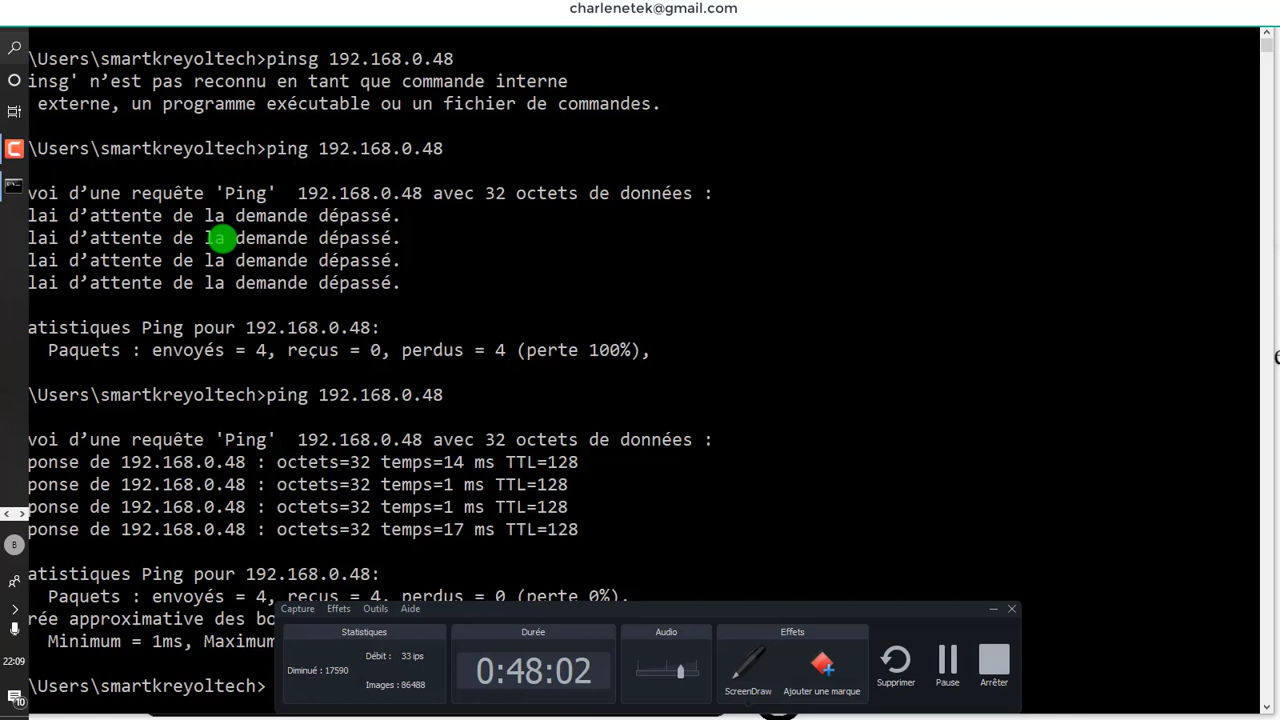 charlenetek@gmail.com
\Users\smartkreyoltech>pinsg 192.168.0.48
insg' n'est pas reconnu en tant que commande interne
externe, un programme exécutable ou un fichier de commandes.
\Users\smartkreyoltech>ping 192.168.0.48
voi d'une requête 'Ping'  192.168.0.48 avec 32 octets de données :
lai d'attente de la demande dépassé.
lai d'attente de la demande dépassé.
lai d'attente de la demande dépassé.
lai d'attente de la demande dépassé.
atistiques Ping pour 192.168.0.48:
Paquets : envoyés = 4, reçus = 0, perdus = 4 (perte 100%),
\Users\smartkreyoltech>ping 192.168.0.48
voi d'une requête 'Ping'  192.168.0.48 avec 32 octets de données :
ponse de 192.168.0.48 : octets=32 temps=14 ms TTL=128
ponse de 192.168.0.48 : octets=32 temps=1 ms TTL=128
ponse de 192.168.0.48 : octets=32 temps=1 ms TTL=128
ponse de 192.168.0.48 : octets=32 temps=17 ms TTL=128
atistiques Ping pour 192.168.0.48:
Paquets : envoyés = 4, reçus = 4, perdus = 0 (perte 0%),
rée approximative des bo
Minimum = 1ms, Maximum
\Users\smartkreyoltech>
B
22:09
10
Capture Effets Outils Aide
Statistiques
Débit : 33 ips
Diminué : 17590
Images : 86488
Durée
0:48:02
Audio
Effets
ScreenDraw
Ajouter une marque
Supprimer
Pause
Arrêter